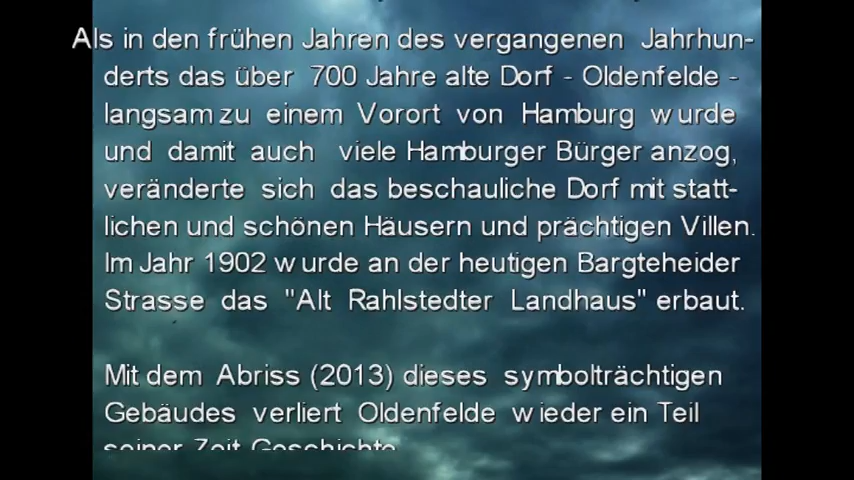 Als in den frühen Jahren des vergangenen Jahrhun-
derts das über 700 Jahre alte Dorf - Oldenfelde -
langsam zu einem Vorort von Hamburg wurde
und damit auch viele Hamburger Bürger anzog,
veränderte sich das beschauliche Dorf mit statt-
lichen und schönen Häusern und prächtigen Villen.
Im Jahr 1902 wurde an der heutigen Bargteheider
Strasse das "Alt Rahlstedter Landhaus" erbaut.
Mit dem Abriss (2013) dieses symbolträchtigen
Gebäudes verliert Oldenfelde wieder ein Teil
seiner Zeit Geschichte